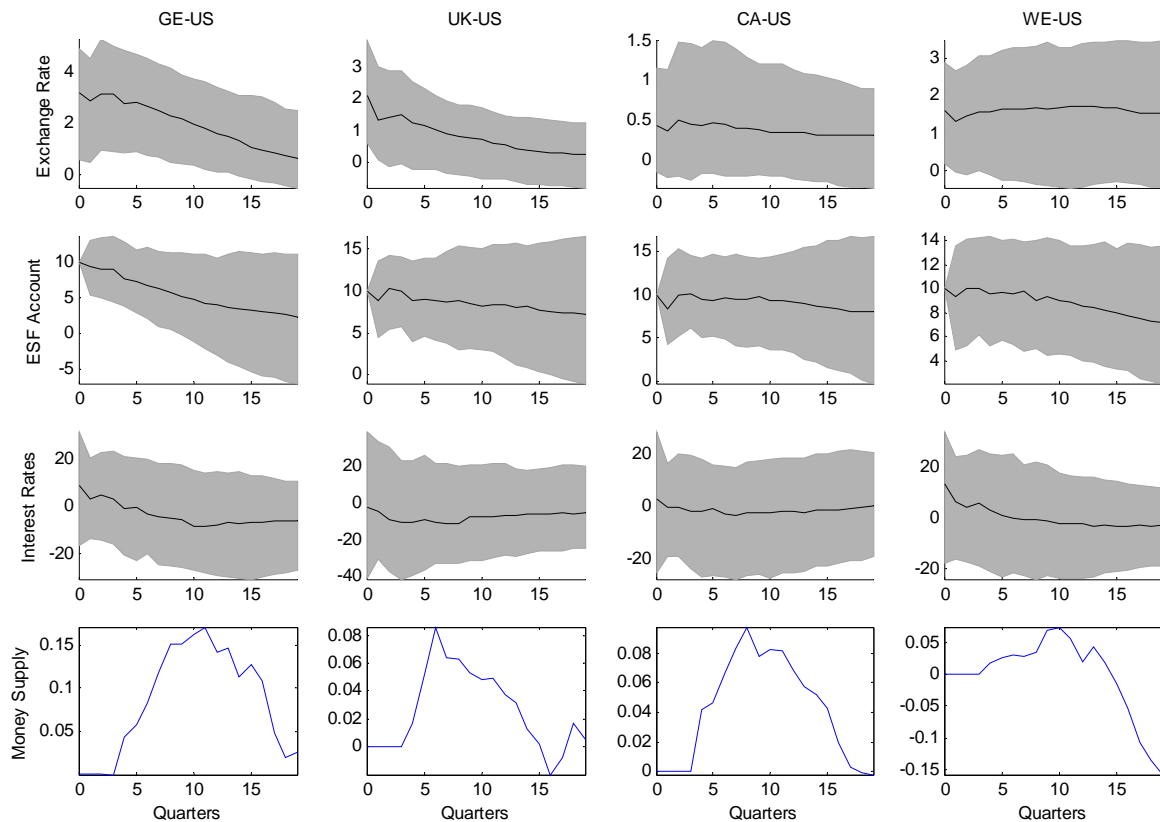 GE-US UK-US CA-US WE-US
Exchange Rate
4 2 0
0 5 10 15
3 2 1 0
0 5 10 15
1.5 1 0.5 0
0 5 10 15
3 2 1 0
0 5 10 15
ESF Account
10 5 0 -5
0 5 10 15
15 10 5 0
0 5 10 15
15 10 5 0
0 5 10 15
14 12 10 8 6 4
0 5 10 15
Interest Rates
20 0 -20
0 5 10 15
20 0 -20 -40
0 5 10 15
20 0 -20
0 5 10 15
20 0 -20
0 5 10 15
Money Supply
0.15 0.1 0.05
0 5 10 15
Quarters
0.08 0.06 0.04 0.02 0
0 5 10 15
Quarters
0.08 0.06 0.04 0.02 0
0 5 10 15
Quarters
0.05 0 -0.05 -0.1 -0.15
0 5 10 15
Quarters